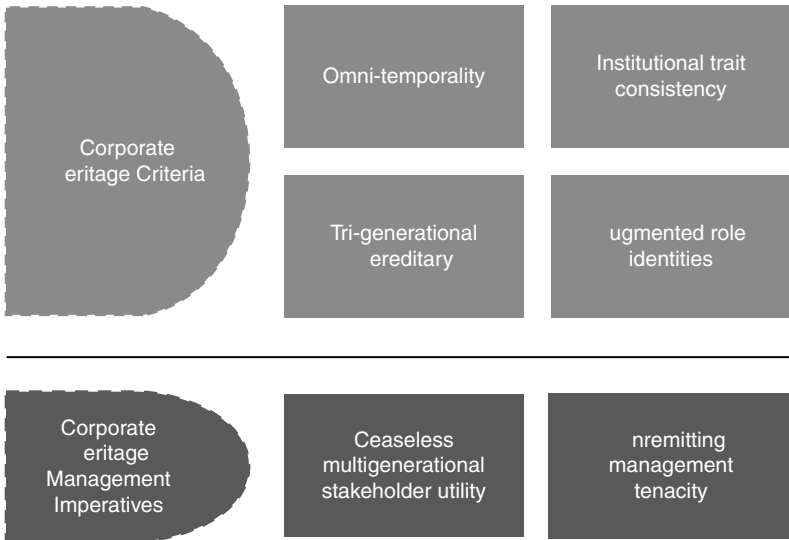 Corporate
eritage Criteria
Omni-temporality
Institutional trait
consistency
Tri-generational
ereditary
ugmented role
identities
Corporate
eritage
Management
Imperatives
Ceaseless
multigenerational
stakeholder utility
nremitting
management
tenacity